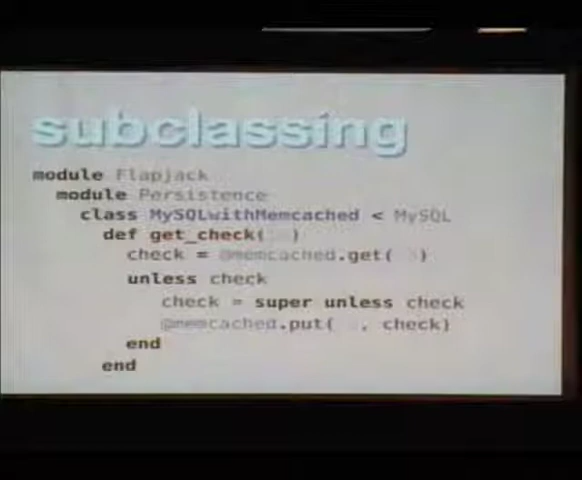 subclassing
module Flapjack
module Persistence
class MySQLwithMemcached < MySQL
def get_check( )
check = @memcached.get( )
unless check
check = super unless check
@memcached.put( , check)
end
end